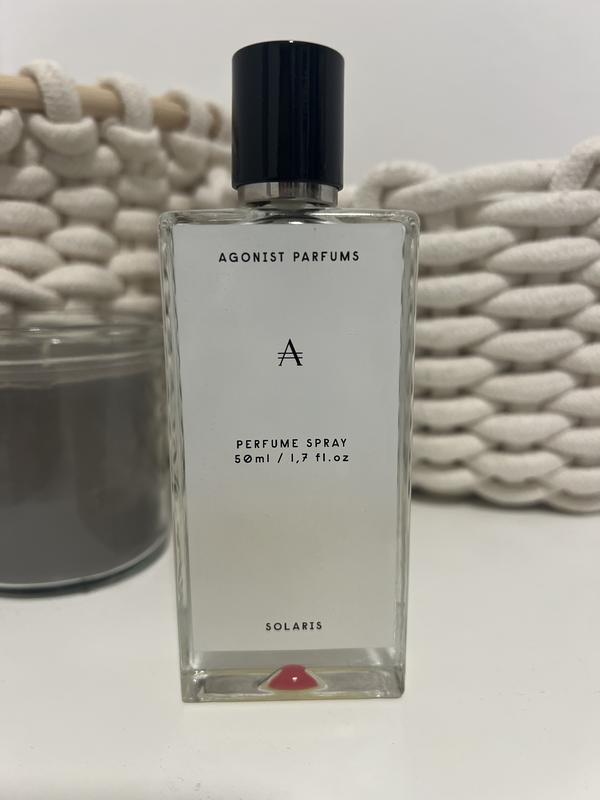 AGONIST PARFUMS
A
PERFUME SPRAY
50ml / 1,7 fl.oz
SOLARIS